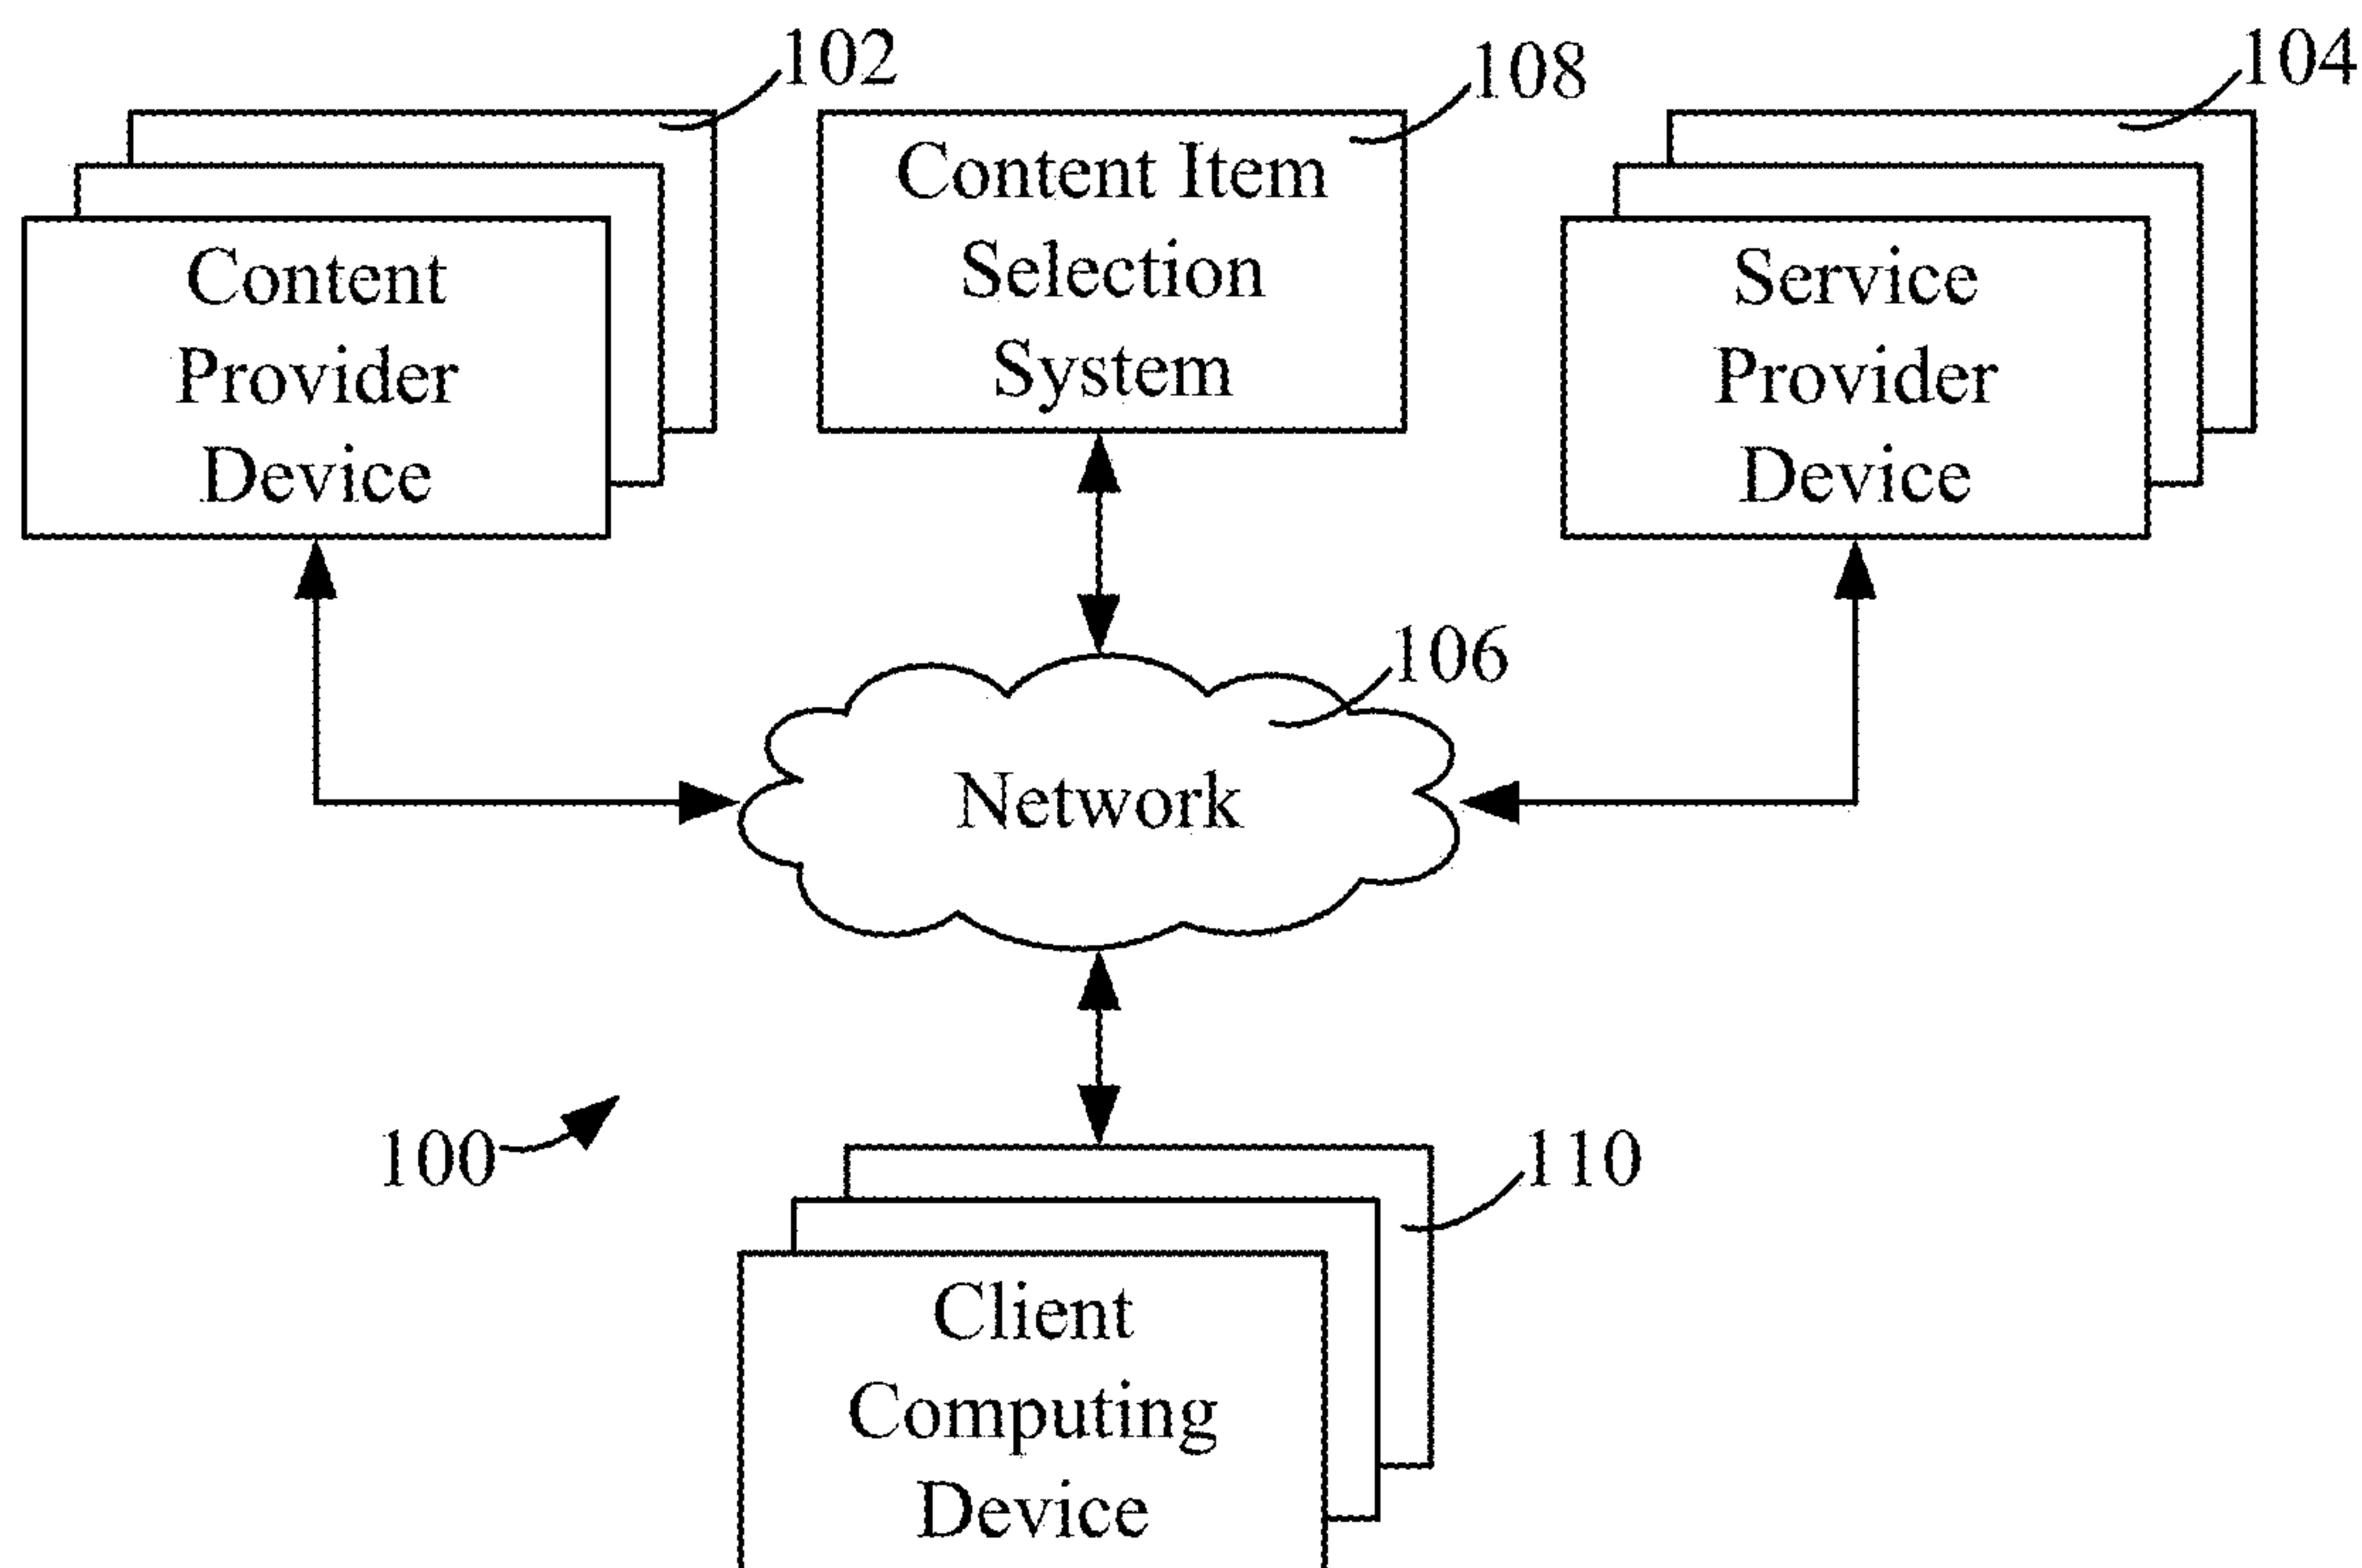 102
108
104
Content
Provider
Device
Content Item
Selection
System
Service
Provider
Device
106
Network
100
110
Client
Computing
Device